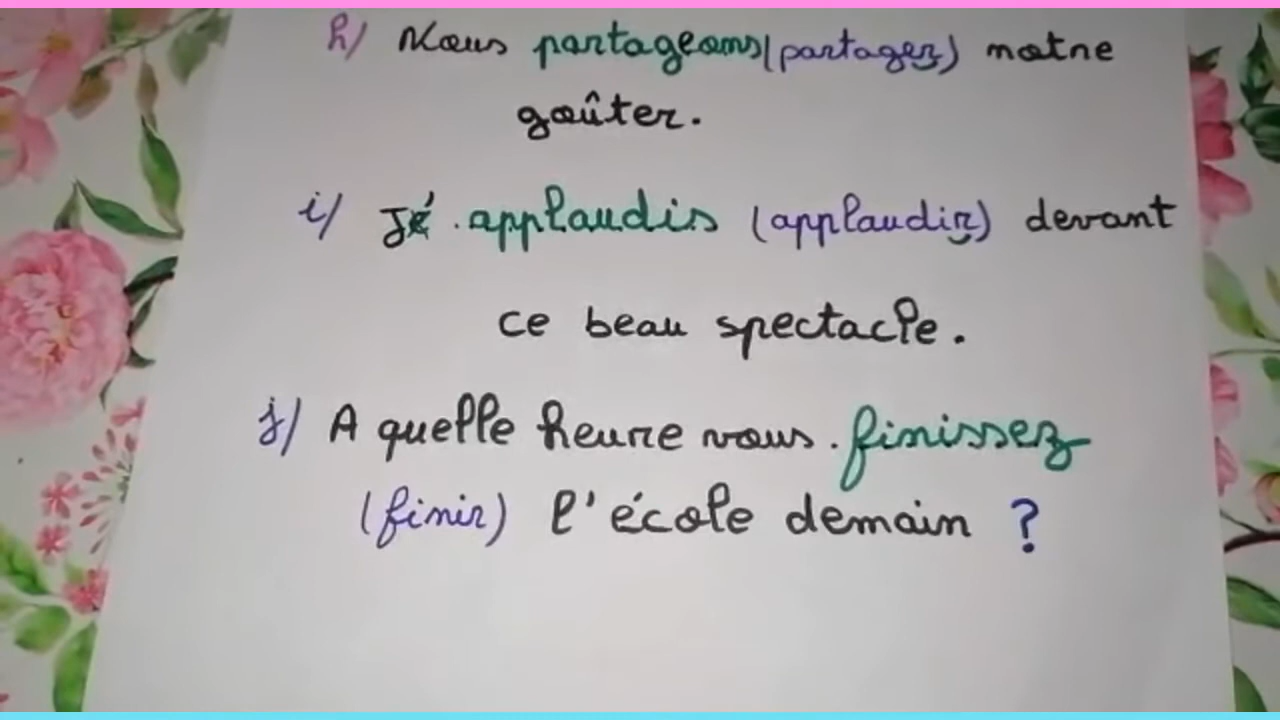 h/ Nous partageons (partager) notre
goûter.
i/ J'applaudis (applaudir) devant
ce beau spectacle.
j/ A quelle heure vous finissez
(finir) l'école demain ?